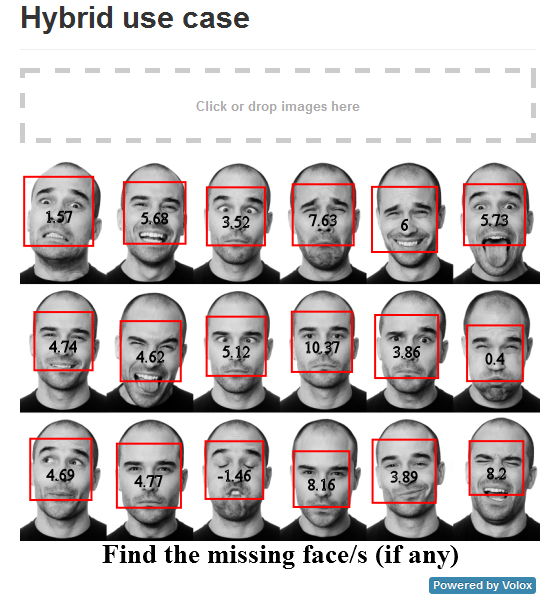 Hybrid use case
Click or drop images here
1.57 5.68 3.52 7.63 6 5.73
4.74 4.62 5.12 10.37 3.86 0.4
4.69 4.77 -1.46 8.16 3.89 8.2
Find the missing face/s (if any)
Powered by Volox